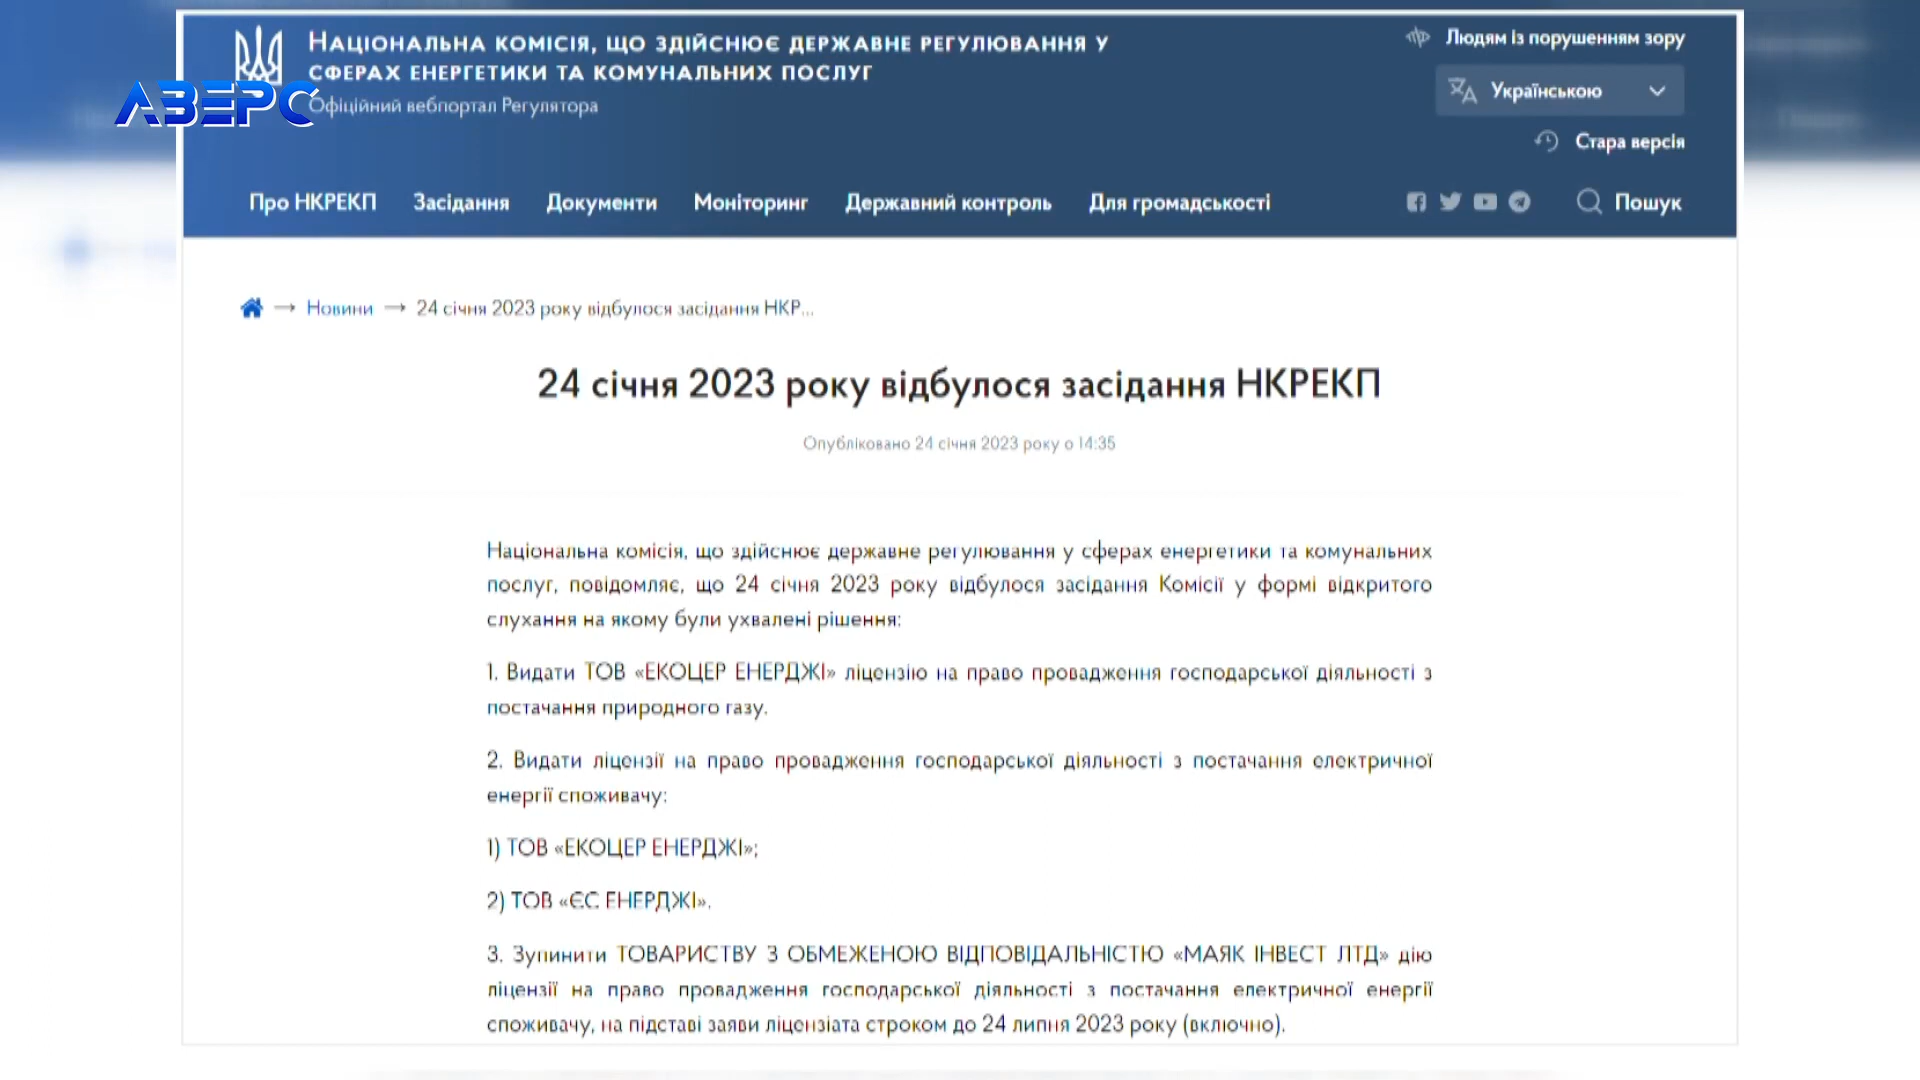 НАЦІОНАЛЬНА КОМІСІЯ, ЩО ЗДІЙСНЮЄ ДЕРЖАВНЕ РЕГУЛЮВАННЯ У
СФЕРАХ ЕНЕРГЕТИКИ ТА КОМУНАЛЬНИХ ПОСЛУГ
Офіційний вебпортал Регулятора
АВЕРС
Людям із порушенням зору
Українською
Стара версія
Про НКРЕКП Засідання Документи Моніторинг Державний контроль Для громадськості Пошук
→ Новини → 24 січня 2023 року відбулося засідання НКР...
24 січня 2023 року відбулося засідання НКРЕКП
Опубліковано 24 січня 2023 року о 14:35
Національна комісія, що здійснює державне регулювання у сферах енергетики та комунальних
послуг, повідомляє, що 24 січня 2023 року відбулося засідання Комісії у формі відкритого
слухання на якому були ухвалені рішення:
1. Видати ТОВ «ЕКОЦЕР ЕНЕРДЖІ» ліцензію на право провадження господарської діяльності з
постачання природного газу.
2. Видати ліцензії на право провадження господарської діяльності з постачання електричної
енергії споживачу:
1) ТОВ «ЕКОЦЕР ЕНЕРДЖІ»;
2) ТОВ «ЄС ЕНЕРДЖІ».
3. Зупинити ТОВАРИСТВУ З ОБМЕЖЕНОЮ ВІДПОВІДАЛЬНІСТЮ «МАЯК ІНВЕСТ ЛТД» дію
ліцензії на право провадження господарської діяльності з постачання електричної енергії
споживачу, на підставі заяви ліцензіата строком до 24 липня 2023 року (включно).